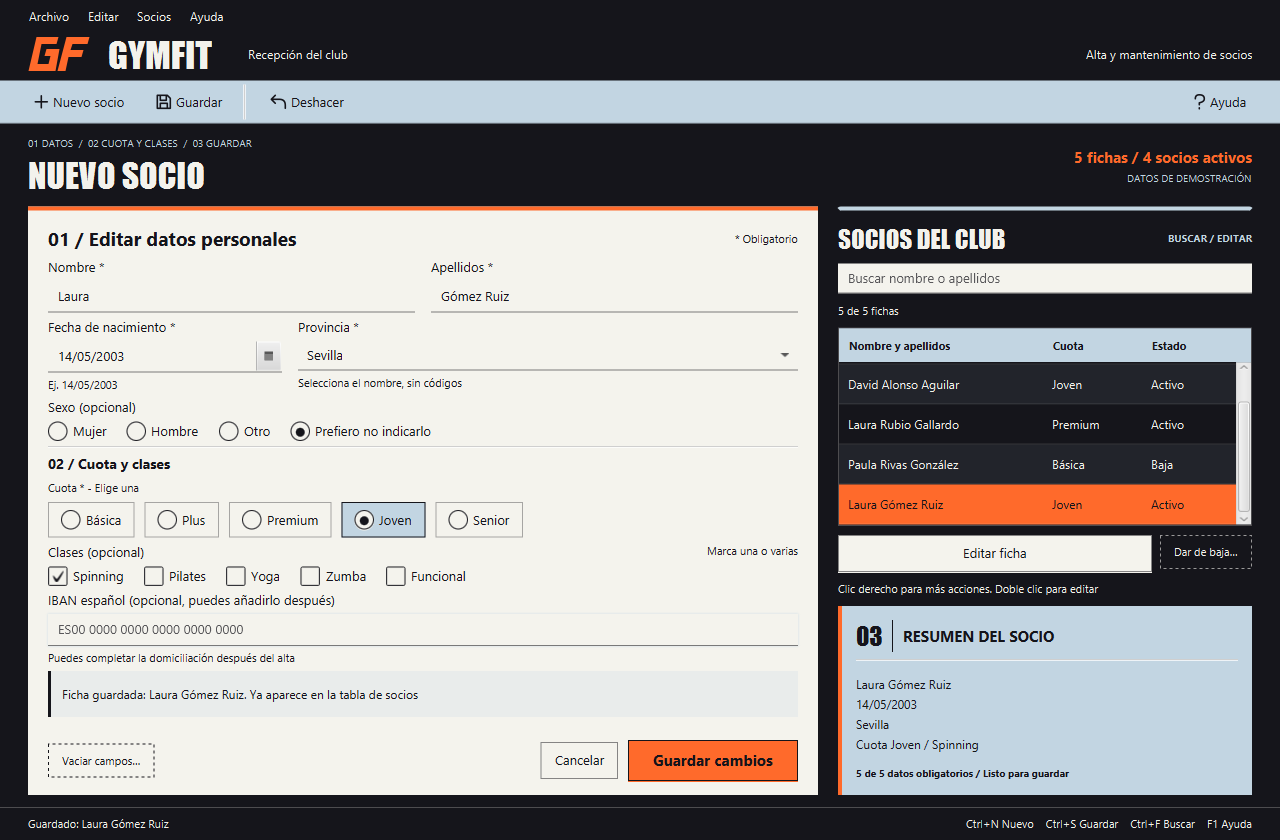 Archivo Editar Socios Ayuda
GF GYMFIT Recepción del club Alta y mantenimiento de socios
Nuevo socio Guardar Deshacer ? Ayuda
01 DATOS / 02 CUOTA Y CLASES / 03 GUARDAR
NUEVO SOCIO
5 fichas / 4 socios activos
DATOS DE DEMOSTRACIÓN
01 / Editar datos personales
* Obligatorio
Nombre * Apellidos *
Laura Gómez Ruiz
Fecha de nacimiento * Provincia *
14/05/2003 Sevilla
Ej. 14/05/2003 Selecciona el nombre, sin códigos
Sexo (opcional)
Mujer Hombre Otro Prefiero no indicarlo
02 / Cuota y clases
Cuota * - Elige una
Básica Plus Premium Joven Senior
Clases (opcional) Marca una o varias
Spinning Pilates Yoga Zumba Funcional
IBAN español (opcional, puedes añadirlo después)
ES00 0000 0000 0000 0000 0000
Puedes completar la domiciliación después del alta
Ficha guardada: Laura Gómez Ruiz. Ya aparece en la tabla de socios
Vaciar campos... Cancelar Guardar cambios
SOCIOS DEL CLUB BUSCAR / EDITAR
Buscar nombre o apellidos
5 de 5 fichas
Nombre y apellidos Cuota Estado
David Alonso Aguilar Joven Activo
Laura Rubio Gallardo Premium Activo
Paula Rivas González Básica Baja
Laura Gómez Ruiz Joven Activo
Editar ficha Dar de baja...
Clic derecho para más acciones. Doble clic para editar
03 RESUMEN DEL SOCIO
Laura Gómez Ruiz
14/05/2003
Sevilla
Cuota Joven / Spinning
5 de 5 datos obligatorios / Listo para guardar
Guardado: Laura Gómez Ruiz Ctrl+N Nuevo Ctrl+S Guardar Ctrl+F Buscar F1 Ayuda